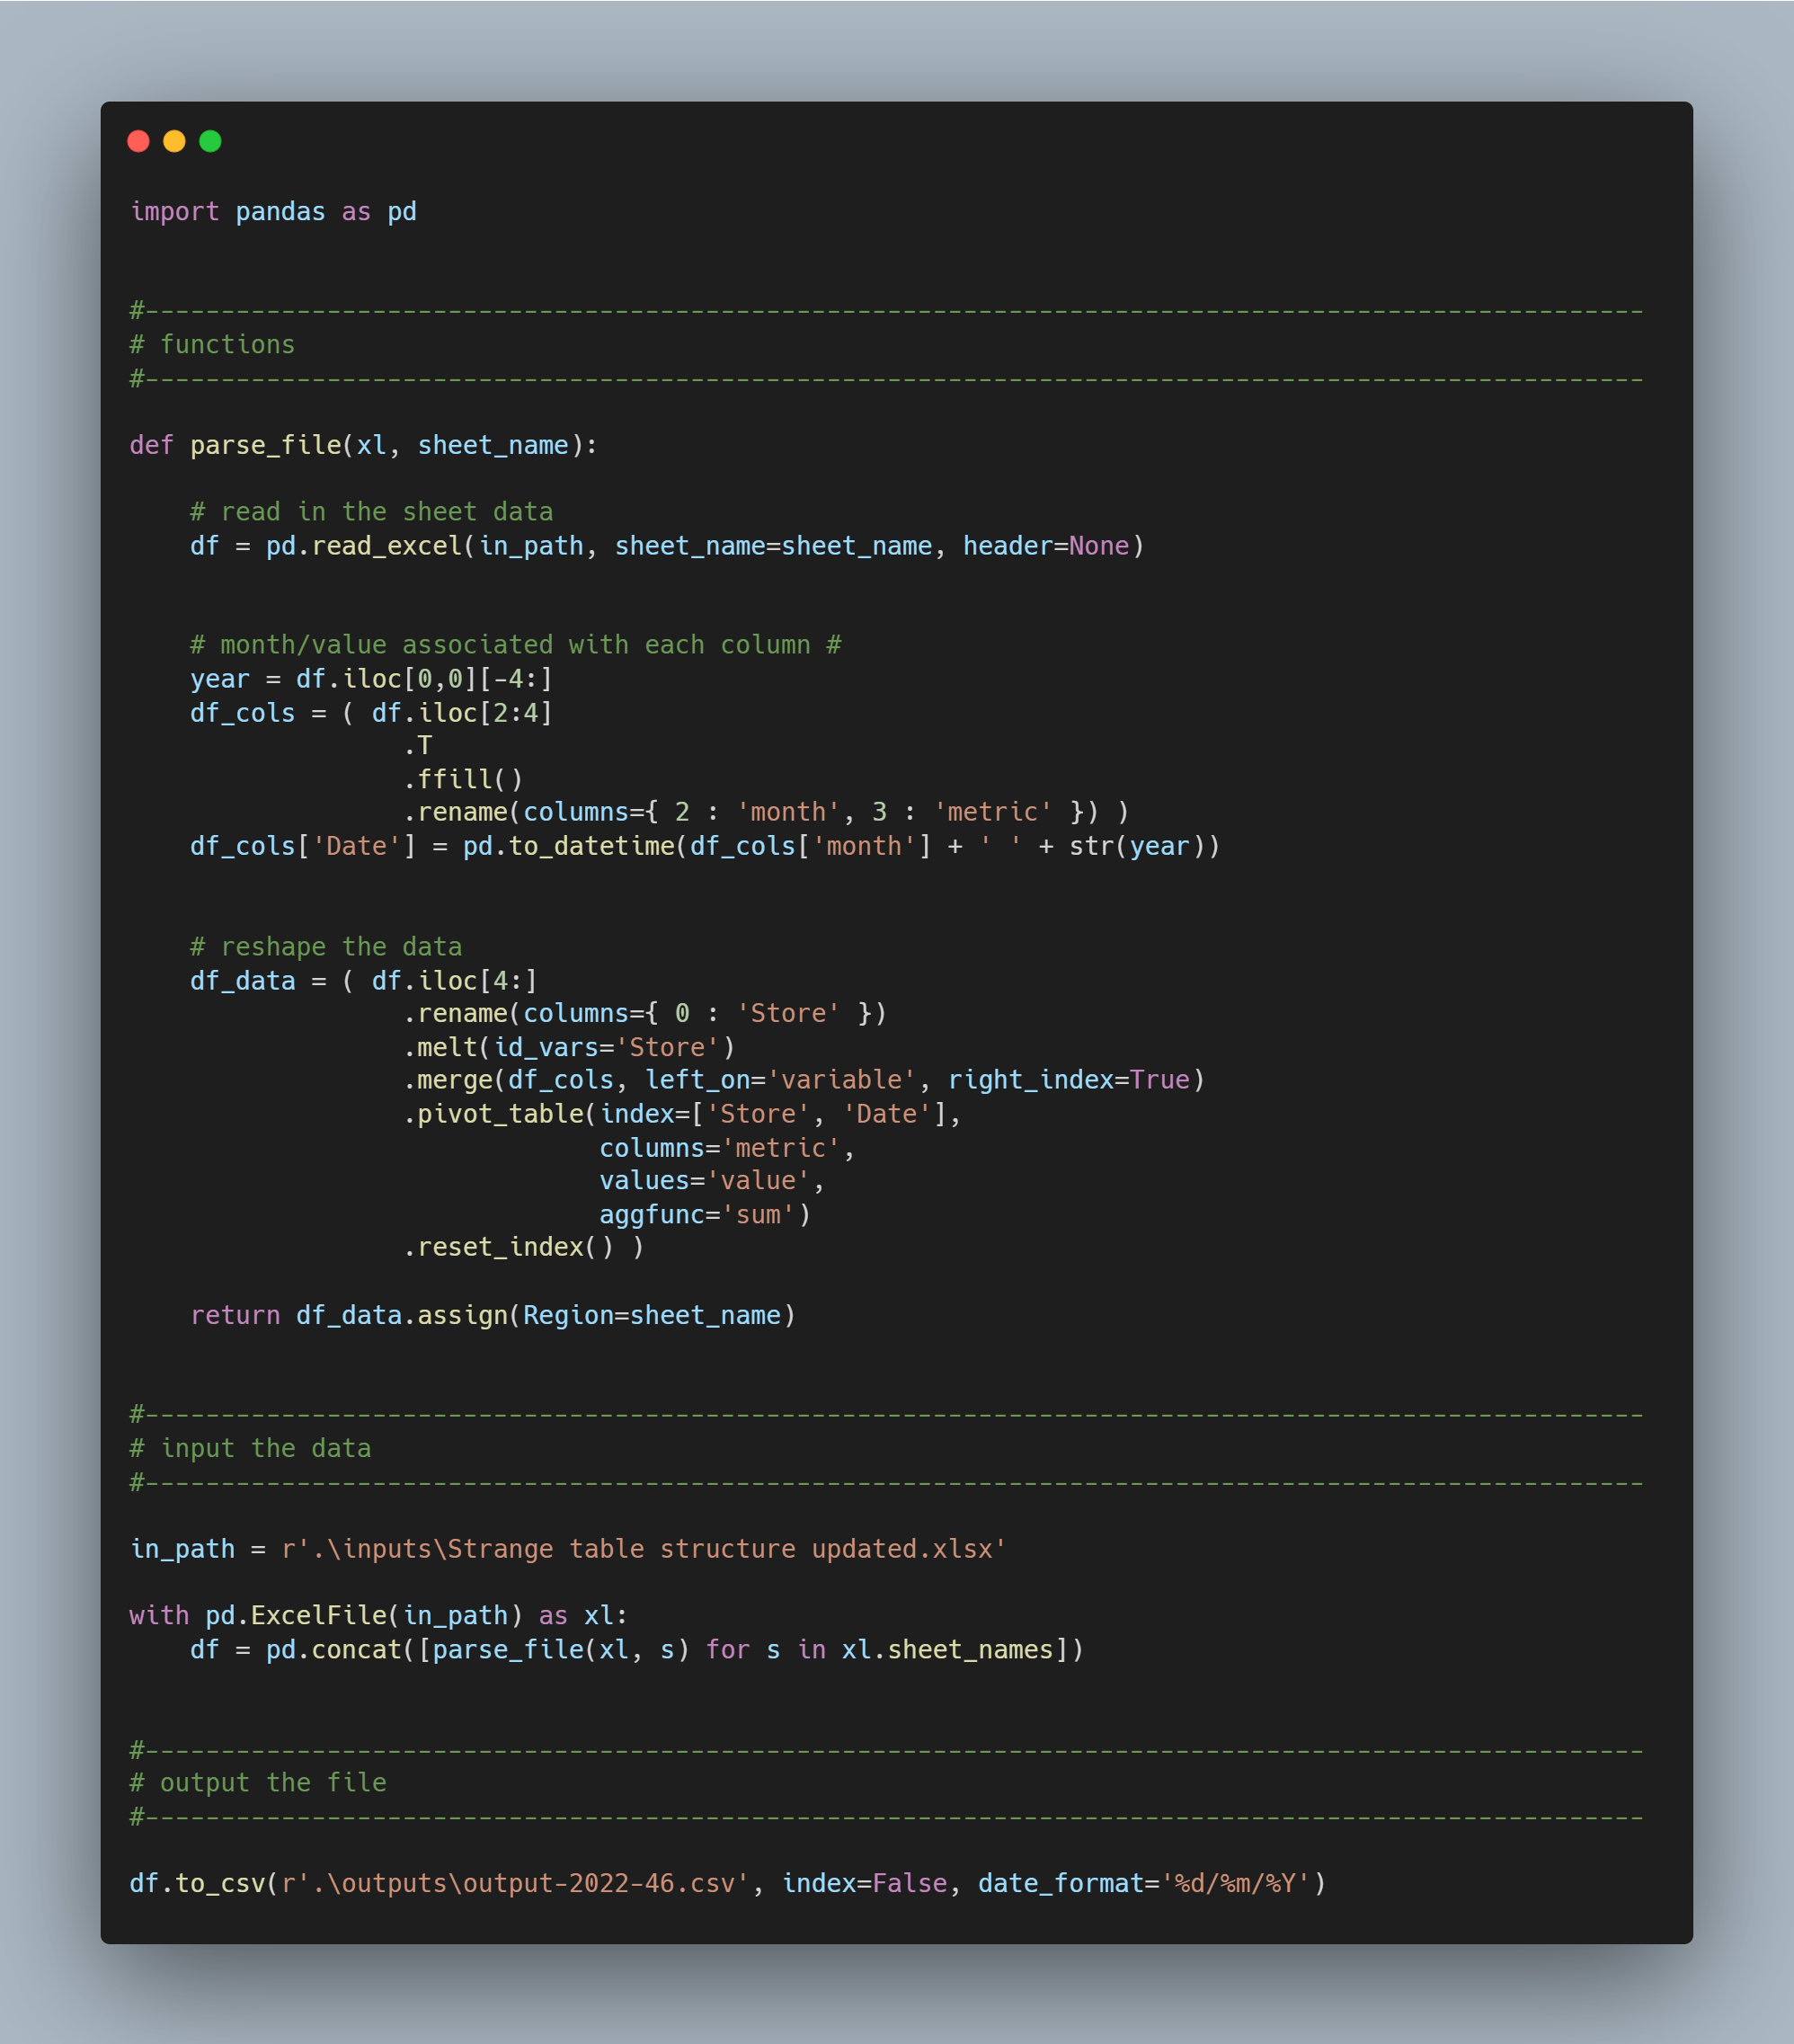 import pandas as pd
#---------------------------------------------------------------------------------------------------
# functions
#---------------------------------------------------------------------------------------------------
def parse_file(xl, sheet_name):
    # read in the sheet data
    df = pd.read_excel(in_path, sheet_name=sheet_name, header=None)
    # month/value associated with each column #
    year = df.iloc[0,0][-4:]
    df_cols = ( df.iloc[2:4]
                  .T
                  .ffill()
                  .rename(columns={ 2 : 'month', 3 : 'metric' }) )
    df_cols['Date'] = pd.to_datetime(df_cols['month'] + ' ' + str(year))
    # reshape the data
    df_data = ( df.iloc[4:]
                  .rename(columns={ 0 : 'Store' })
                  .melt(id_vars='Store')
                  .merge(df_cols, left_on='variable', right_index=True)
                  .pivot_table(index=['Store', 'Date'],
                               columns='metric',
                               values='value',
                               aggfunc='sum')
                  .reset_index() )
    return df_data.assign(Region=sheet_name)
#---------------------------------------------------------------------------------------------------
# input the data
#---------------------------------------------------------------------------------------------------
in_path = r'.\inputs\Strange table structure updated.xlsx'
with pd.ExcelFile(in_path) as xl:
    df = pd.concat([parse_file(xl, s) for s in xl.sheet_names])
#---------------------------------------------------------------------------------------------------
# output the file
#---------------------------------------------------------------------------------------------------
df.to_csv(r'.\outputs\output-2022-46.csv', index=False, date_format='%d/%m/%Y')